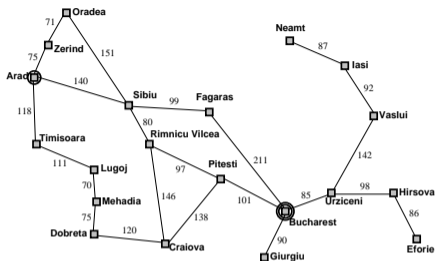 Oradea
Neamt
71
87
Zerind
Iasi
75
151
Arad
140
92
Sibiu
99
Fagaras
118
Vaslui
80
Timisoara
Rimnicu Vilcea
111
Lugoj
97
Pitesti
211
142
70
98
Hirsova
Mehadia
146
101
85
Urziceni
75
138
86
Bucharest
Dobreta
120
90
Craiova
Eforie
Giurgiu